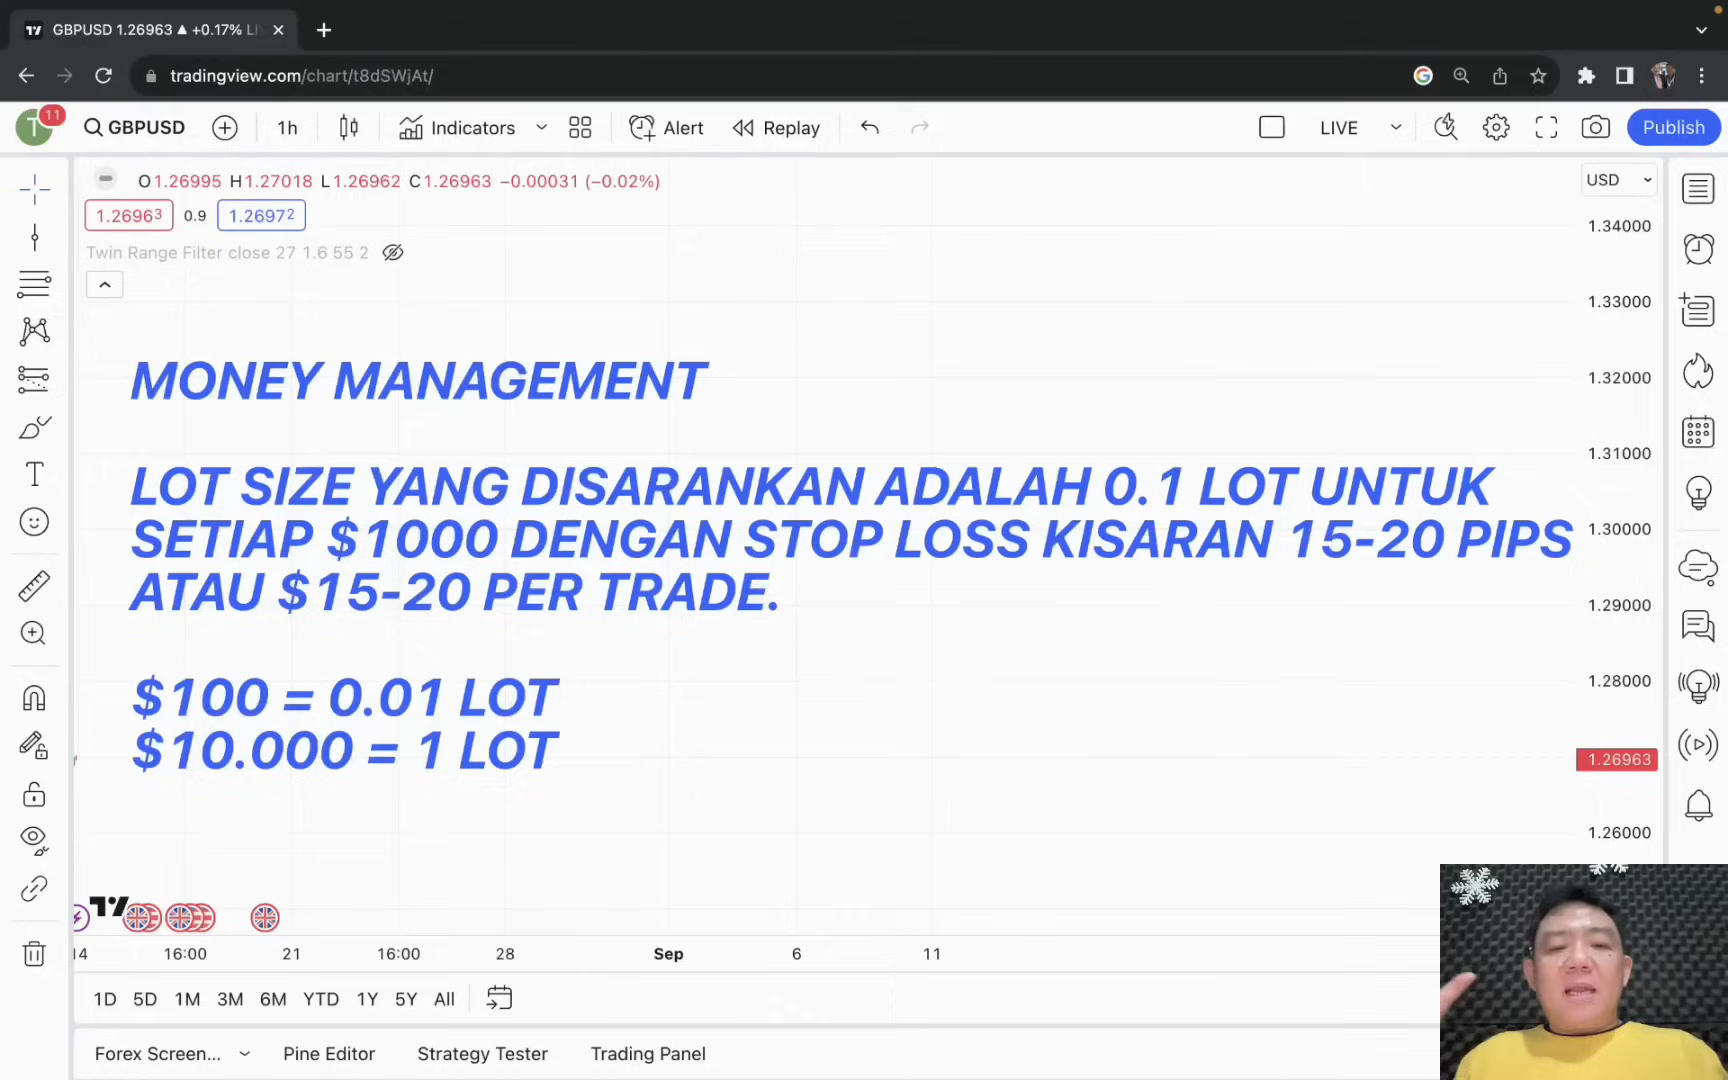 GBPUSD 1.26963 ▲ +0.17% LI
tradingview.com/chart/t8dSWjAt/
T
11
GBPUSD
1h
Indicators
Alert
Replay
LIVE
Publish
O1.26995 H1.27018 L1.26962 C1.26963 −0.00031 (−0.02%)
USD
1.26963 0.9 1.26972
Twin Range Filter close 27 1.6 55 2
1.34000
1.33000
1.32000
1.31000
1.30000
1.29000
1.28000
1.26963
1.26000
MONEY MANAGEMENT
LOT SIZE YANG DISARANKAN ADALAH 0.1 LOT UNTUK
SETIAP $1000 DENGAN STOP LOSS KISARAN 15-20 PIPS
ATAU $15-20 PER TRADE.
$100 = 0.01 LOT
$10.000 = 1 LOT
14 16:00 21 16:00 28 Sep 6 11
1D 5D 1M 3M 6M YTD 1Y 5Y All
Forex Screen... Pine Editor Strategy Tester Trading Panel